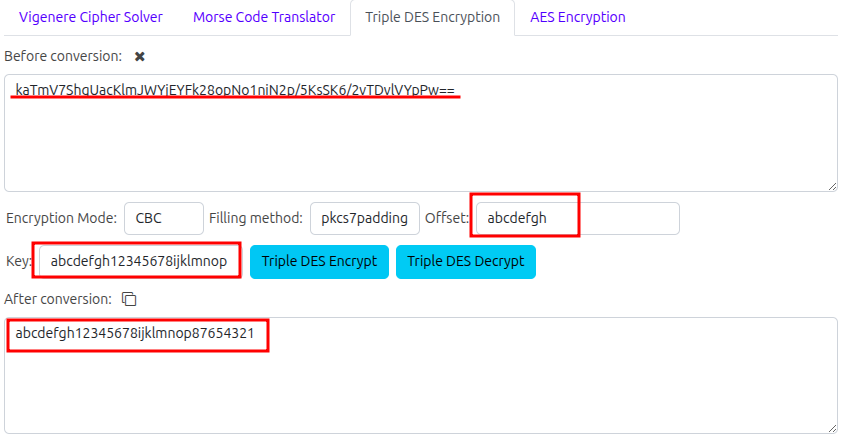 Vigenere Cipher Solver Morse Code Translator Triple DES Encryption AES Encryption
Before conversion: ✖
kaTmV7ShqUacKlmJWYjEYFk28opNo1niN2p/5KsSK6/2vTDvlVYpPw==
Encryption Mode: CBC Filling method: pkcs7padding Offset: abcdefgh
Key: abcdefgh12345678ijklmnop Triple DES Encrypt Triple DES Decrypt
After conversion:
abcdefgh12345678ijklmnop87654321